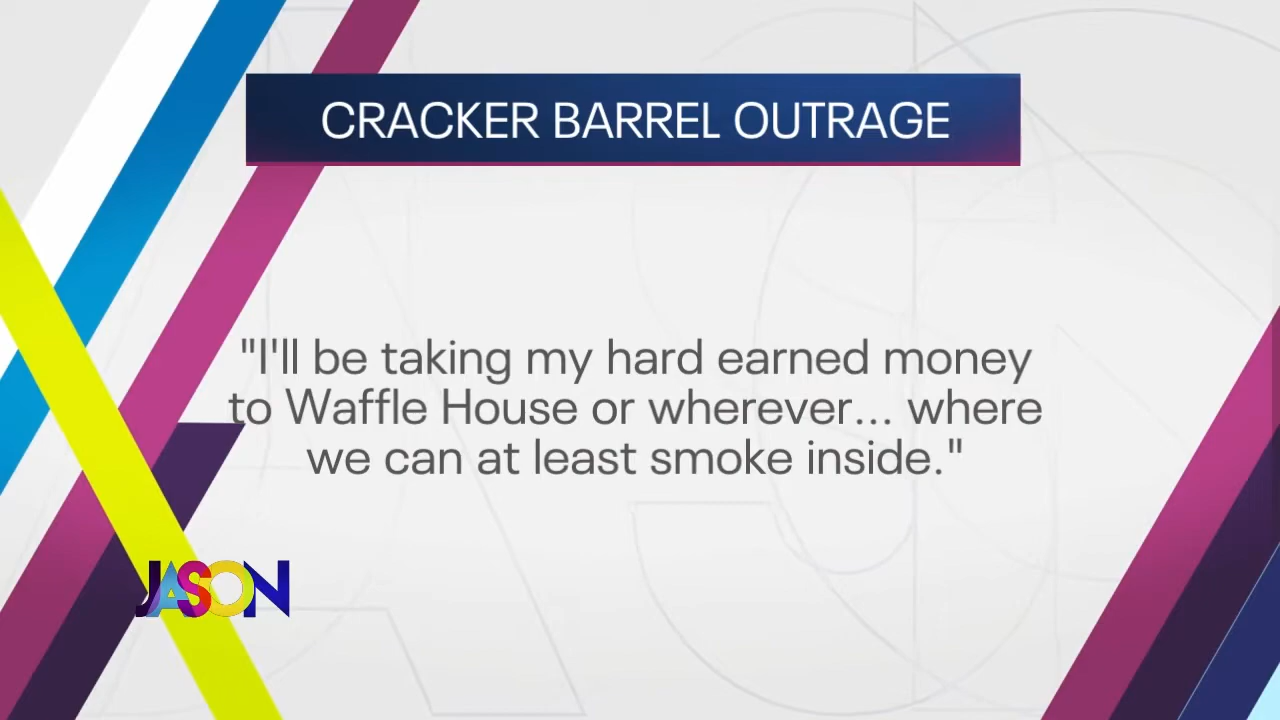 CRACKER BARREL OUTRAGE
"I'll be taking my hard earned money
to Waffle House or wherever... where
we can at least smoke inside."
JASON